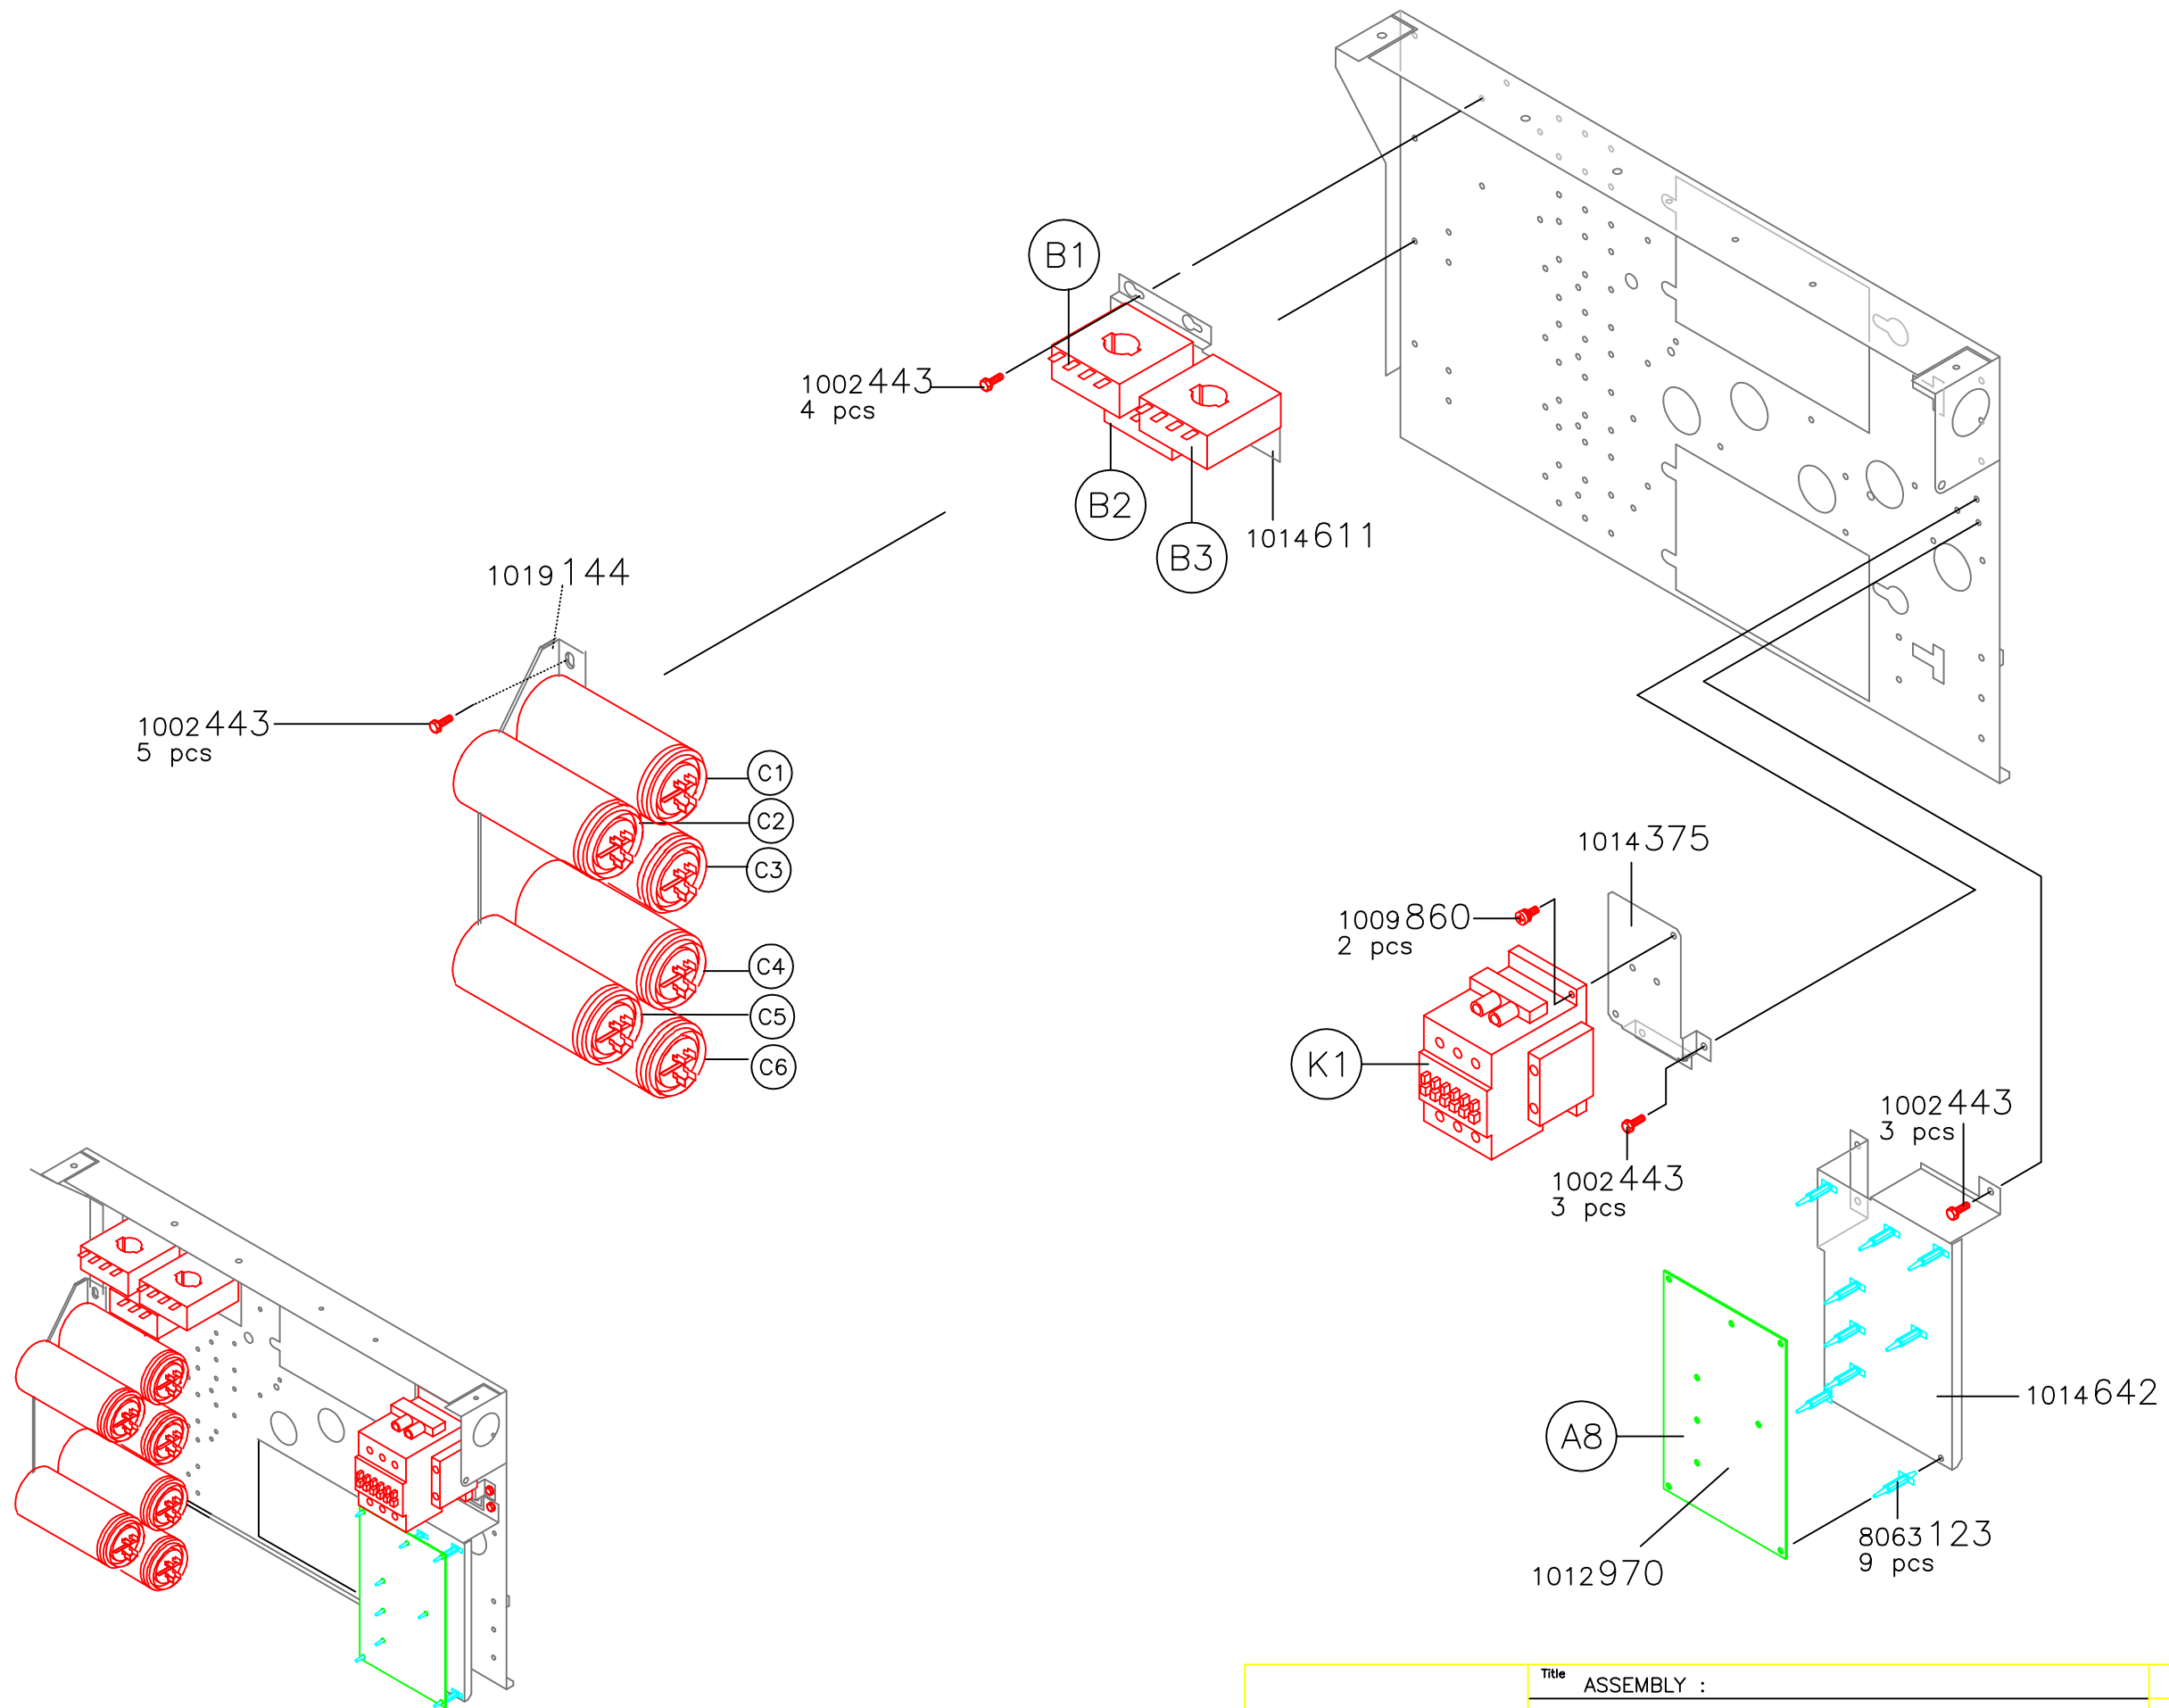 B1
1002443
4 pcs
B2
B3
1014611
1019144
1002443
5 pcs
C1
C2
C3
C4
C5
C6
1014375
1009860
2 pcs
K1
1002443
3 pcs
1002443
3 pcs
1014642
A8
8063123
9 pcs
1012970
Title
ASSEMBLY :